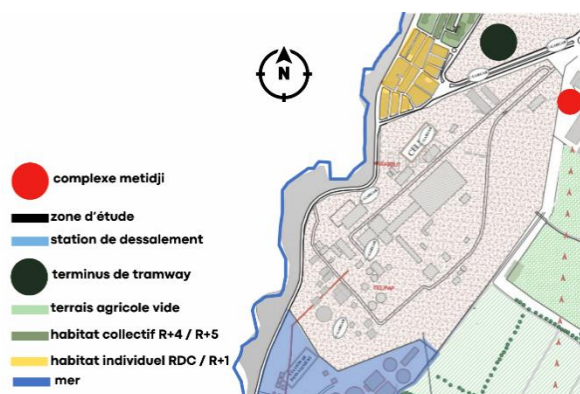 N
complexe metidji
zone d'étude
station de dessalement
terminus de tramway
terrais agricole vide
habitat collectif R+4 / R+5
habitat individuel RDC / R+1
mer